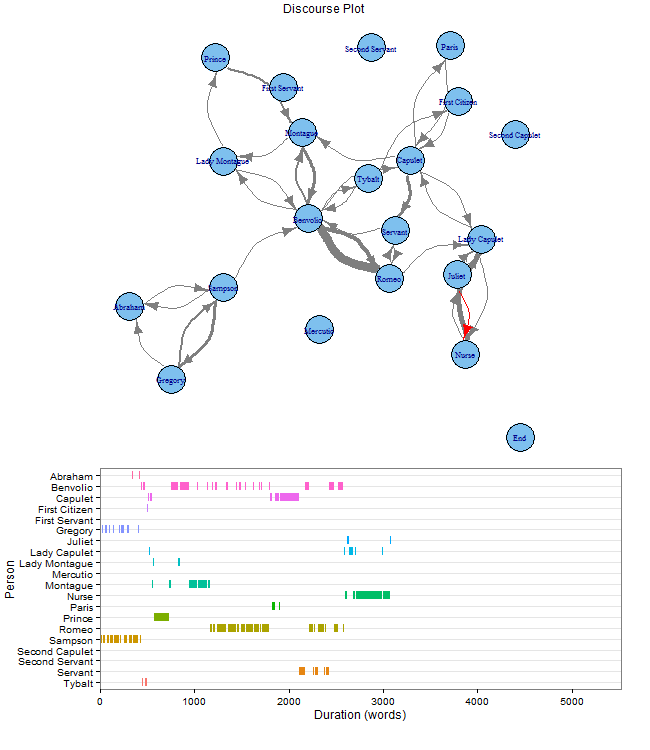 Discourse Plot
Prince
Second Servant
Paris
First Servant
First Citizen
Montague
Second Capulet
Lady Montague
Capulet
Tybalt
Benvolio
Servant
Lady Capulet
Romeo
Juliet
Sampson
Abraham
Mercutio
Nurse
Gregory
End
Abraham
Benvolio
Capulet
First Citizen
First Servant
Gregory
Juliet
Lady Capulet
Lady Montague
Mercutio
Montague
Nurse
Paris
Prince
Romeo
Sampson
Second Capulet
Second Servant
Servant
Tybalt
Person
0 1000 2000 3000 4000 5000
Duration (words)